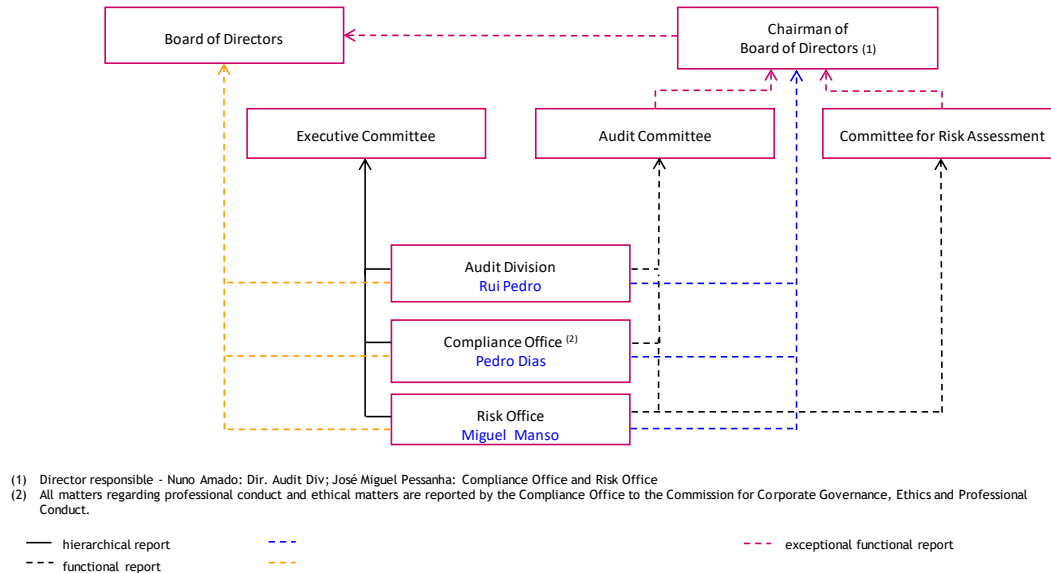 Board of Directors
Chairman of
Board of Directors (1)
Executive Committee
Audit Committee
Committee for Risk Assessment
Audit Division
Rui Pedro
Compliance Office (2)
Pedro Dias
Risk Office
Miguel Manso
(1) Director responsible - Nuno Amado: Dir. Audit Div; José Miguel Pessanha: Compliance Office and Risk Office
(2) All matters regarding professional conduct and ethical matters are reported by the Compliance Office to the Commission for Corporate Governance, Ethics and Professional
Conduct.
hierarchical report
exceptional functional report
functional report